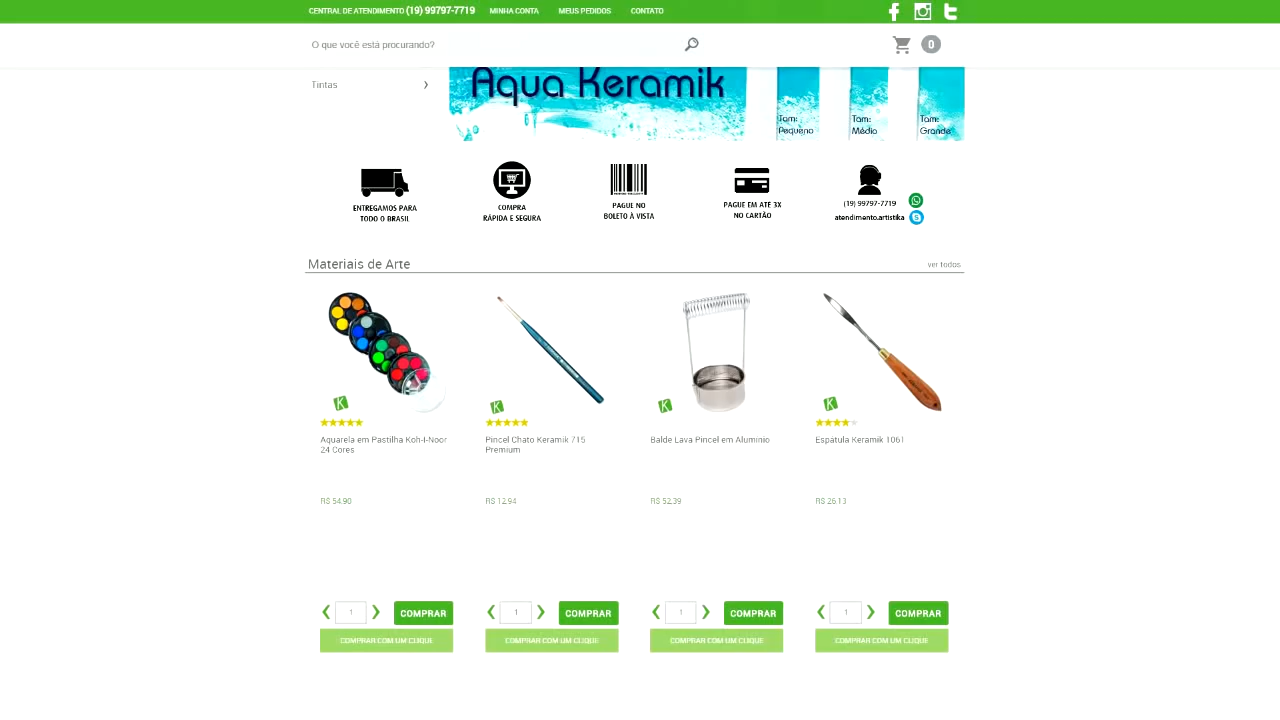 CENTRAL DE ATENDIMENTO (19) 99797-7719 MINHA CONTA MEUS PEDIDOS CONTATO
O que você está procurando? 0
Tintas
Aqua Keramik
Tam: Tam: Tam:
Pequeno Médio Grande
ENTREGAMOS PARA
TODO O BRASIL
COMPRA
RÁPIDA E SEGURA
PAGUE NO
BOLETO À VISTA
PAGUE EM ATÉ 3X
NO CARTÃO
(19) 99797-7719
atendimento.artistika
Materiais de Arte ver todos
K K K K
Aquarela em Pastilha Koh-I-Noor
24 Cores
Pincel Chato Keramik 715
Premium
Balde Lava Pincel em Alumínio
Espátula Keramik 1061
R$ 54,90 R$ 12,94 R$ 52,39 R$ 26,13
1 COMPRAR 1 COMPRAR 1 COMPRAR 1 COMPRAR
COMPRAR COM UM CLIQUE COMPRAR COM UM CLIQUE COMPRAR COM UM CLIQUE COMPRAR COM UM CLIQUE